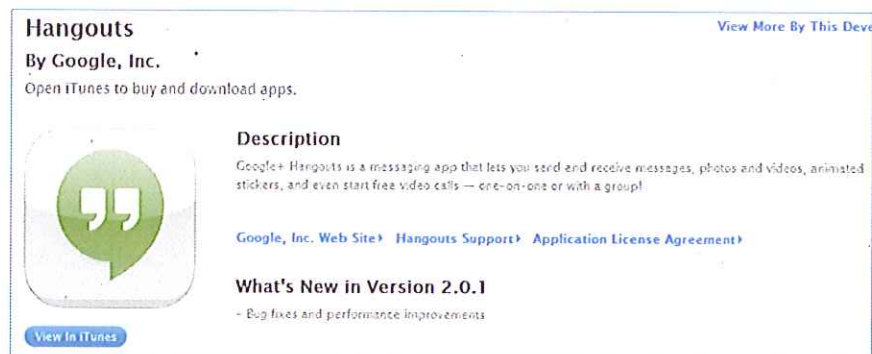 Hangouts
View More By This Deve
By Google, Inc.
Open iTunes to buy and download apps.
Description
Google+ Hangouts is a messaging app that lets you send and receive messages, photos and videos, animated
stickers, and even start free video calls — one-on-one or with a group!
Google, Inc. Web Site Hangouts Support Application License Agreement
What's New in Version 2.0.1
- Bug fixes and performance improvements
View In iTunes